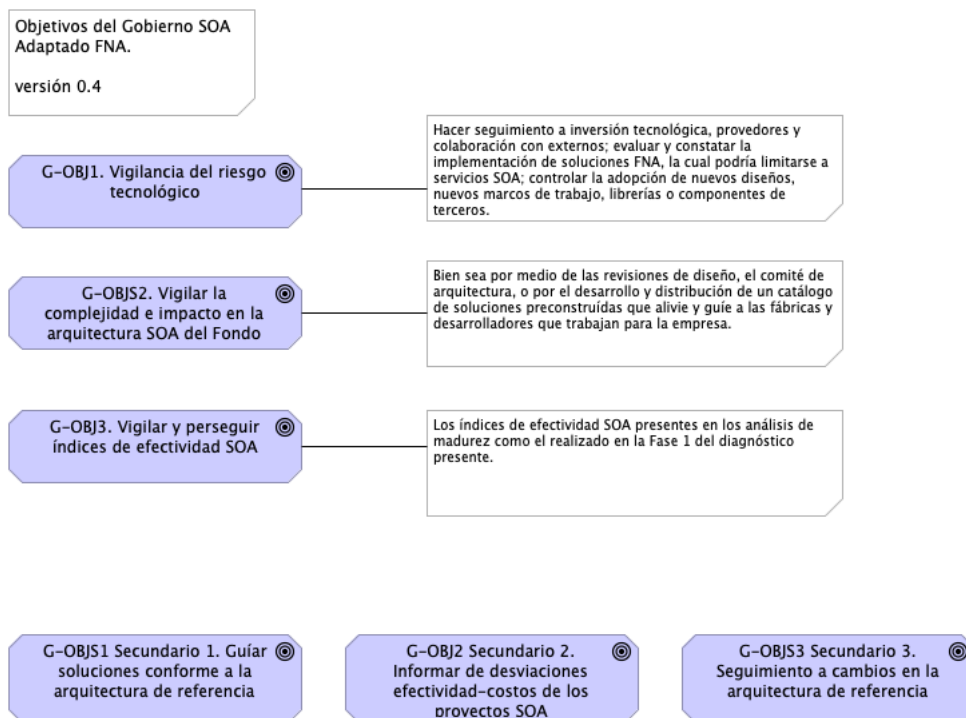 Objetivos del Gobierno SOA
Adaptado FNA.
versión 0.4
G-OBJ1. Vigilancia del riesgo
tecnológico
Hacer seguimiento a inversión tecnológica, provedores y
colaboración con externos; evaluar y constatar la
implementación de soluciones FNA, la cual podría limitarse a
servicios SOA; controlar la adopción de nuevos diseños,
nuevos marcos de trabajo, librerías o componentes de
terceros.
G-OBJS2. Vigilar la
complejidad e impacto en la
arquitectura SOA del Fondo
Bien sea por medio de las revisiones de diseño, el comité de
arquitectura, o por el desarrollo y distribución de un catálogo
de soluciones preconstruídas que alivie y guíe a las fábricas y
desarrolladores que trabajan para la empresa.
G-OBJ3. Vigilar y perseguir
índices de efectividad SOA
Los índices de efectividad SOA presentes en los análisis de
madurez como el realizado en la Fase 1 del diagnóstico
presente.
G-OBJS1 Secundario 1. Guíar
soluciones conforme a la
arquitectura de referencia
G-OBJ2 Secundario 2.
Informar de desviaciones
efectividad-costos de los
proyectos SOA
G-OBJS3 Secundario 3.
Seguimiento a cambios en la
arquitectura de referencia